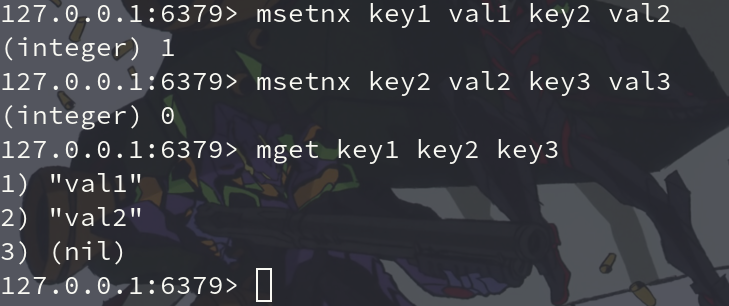 127.0.0.1:6379> msetnx key1 val1 key2 val2
(integer) 1
127.0.0.1:6379> msetnx key2 val2 key3 val3
(integer) 0
127.0.0.1:6379> mget key1 key2 key3
1) "val1"
2) "val2"
3) (nil)
127.0.0.1:6379>